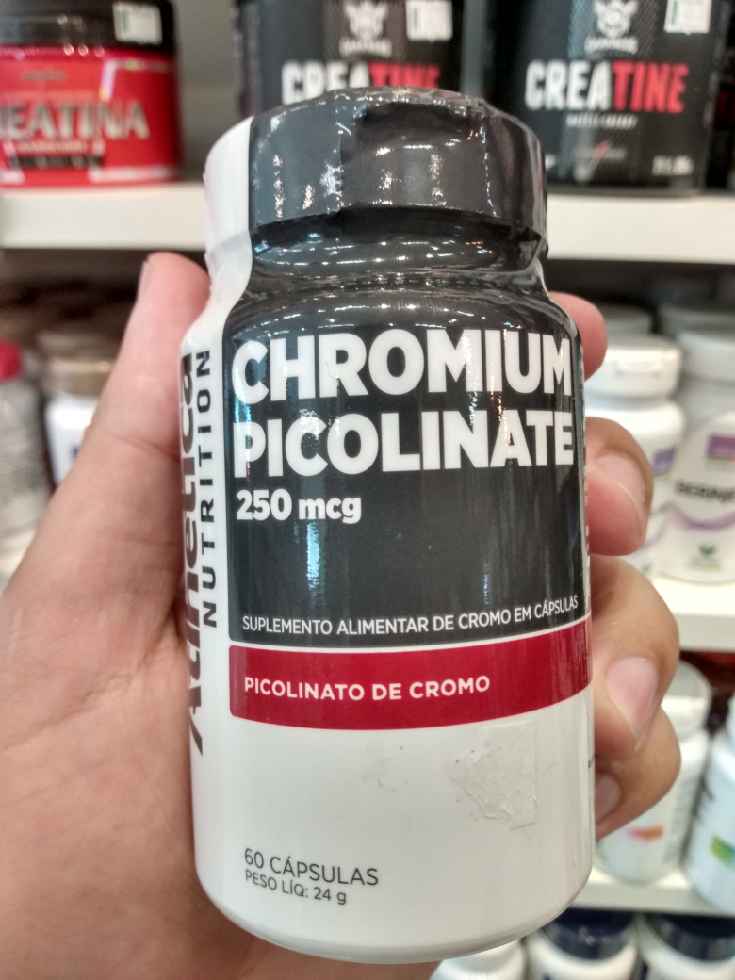 CREATINE
CREATINE
CHROMIUM
PICOLINATE
250 mcg
SUPLEMENTO ALIMENTAR DE CROMO EM CÁPSULAS
PICOLINATO DE CROMO
60 CÁPSULAS
PESO LÍQ: 24 g
Atlhetica
NUTRITION